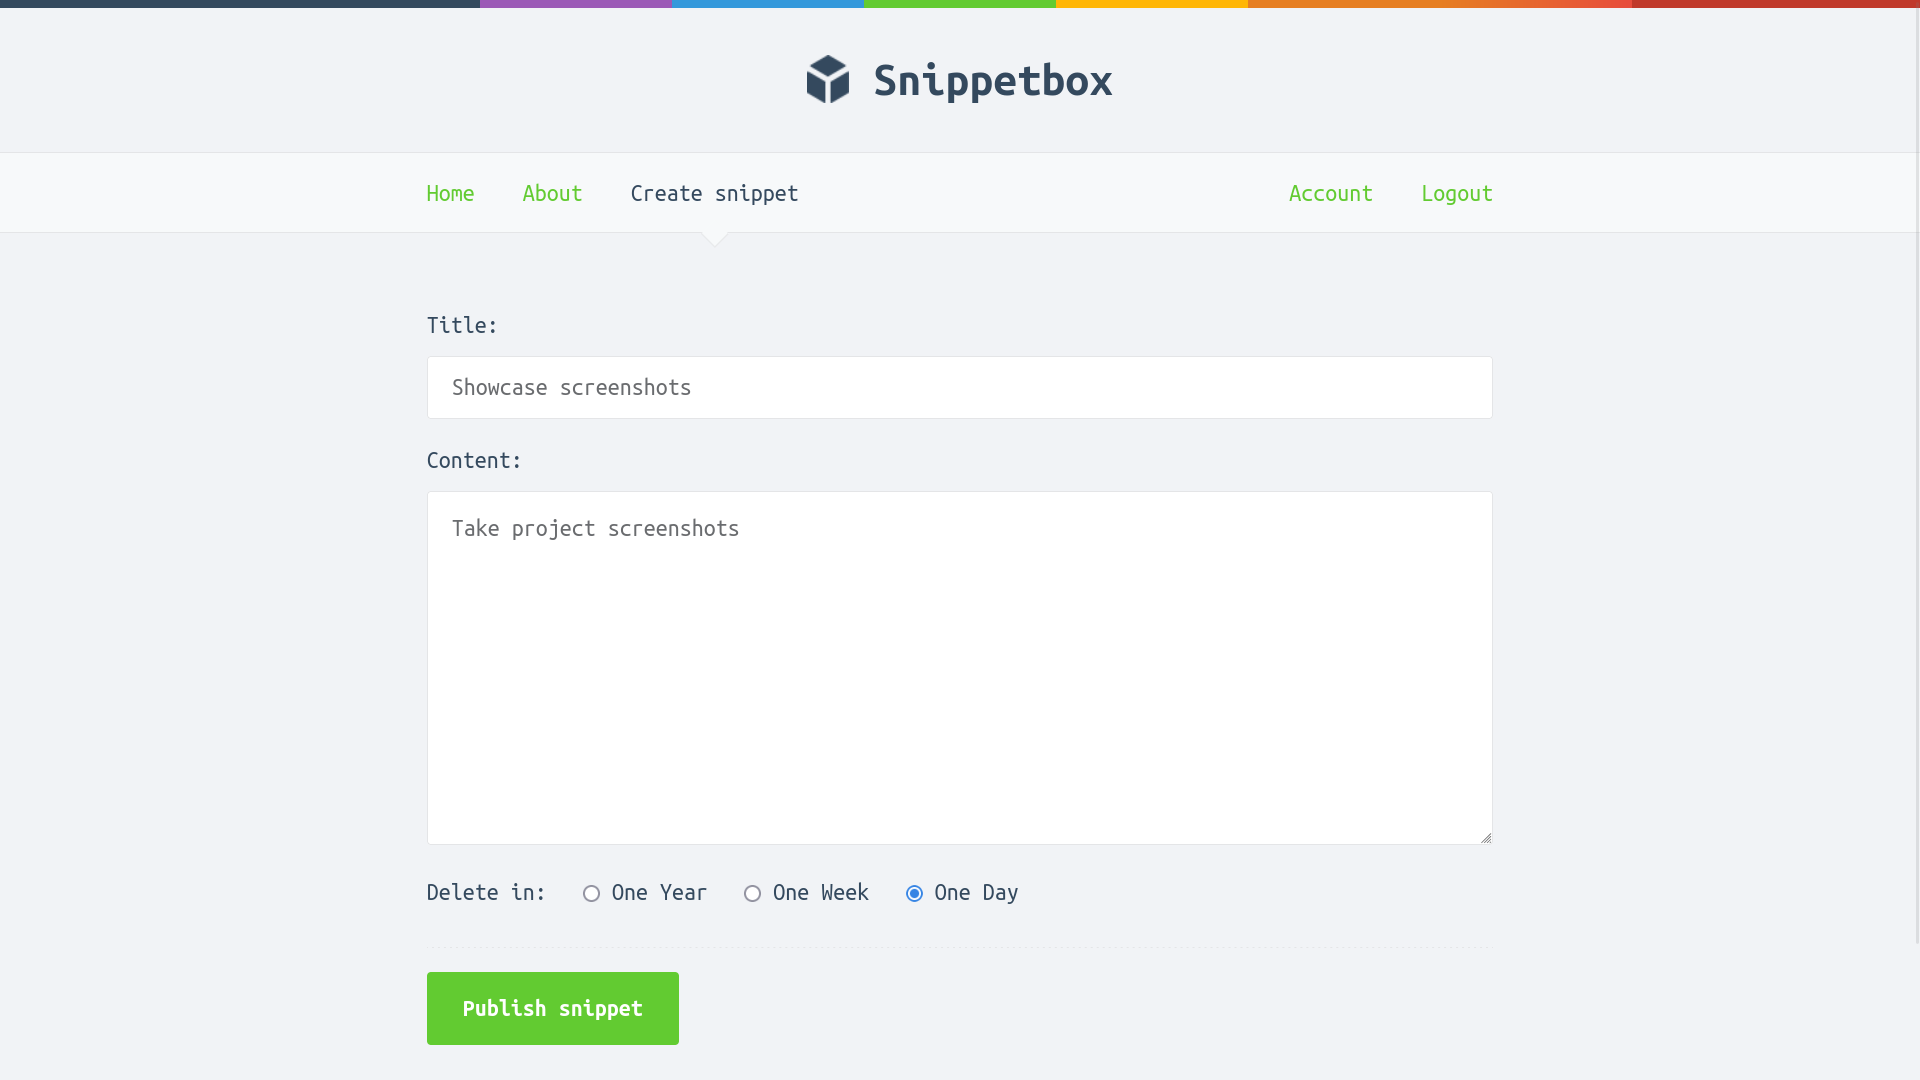 Snippetbox
Home About Create snippet Account Logout
Title:
Showcase screenshots
Content:
Take project screenshots
Delete in: One Year One Week One Day
Publish snippet